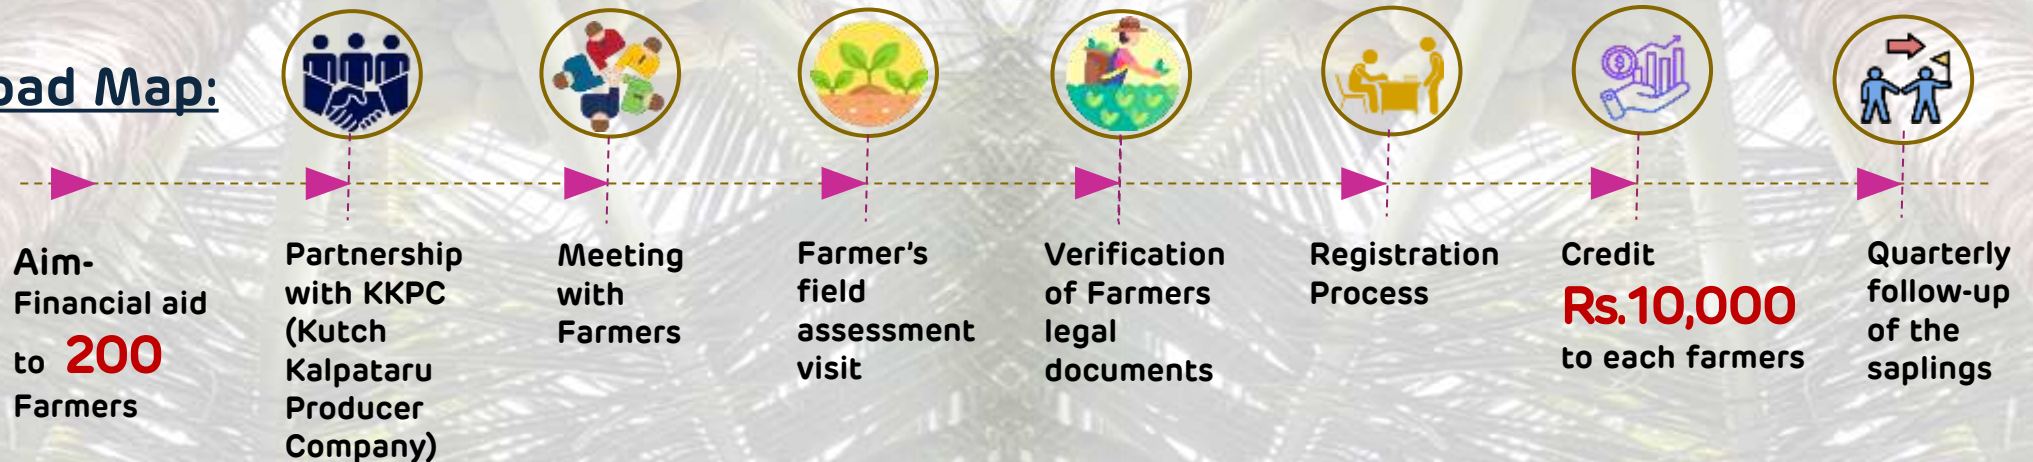 oad Map:
Aim-
Financial aid
to 200
Farmers
Partnership
with KKPC
(Kutch
Kalpataru
Producer
Company)
Meeting
with
Farmers
Farmer's
field
assessment
visit
Verification
of Farmers
legal
documents
Registration
Process
Credit
Rs.10,000
to each farmers
Quarterly
follow-up
of the
saplings